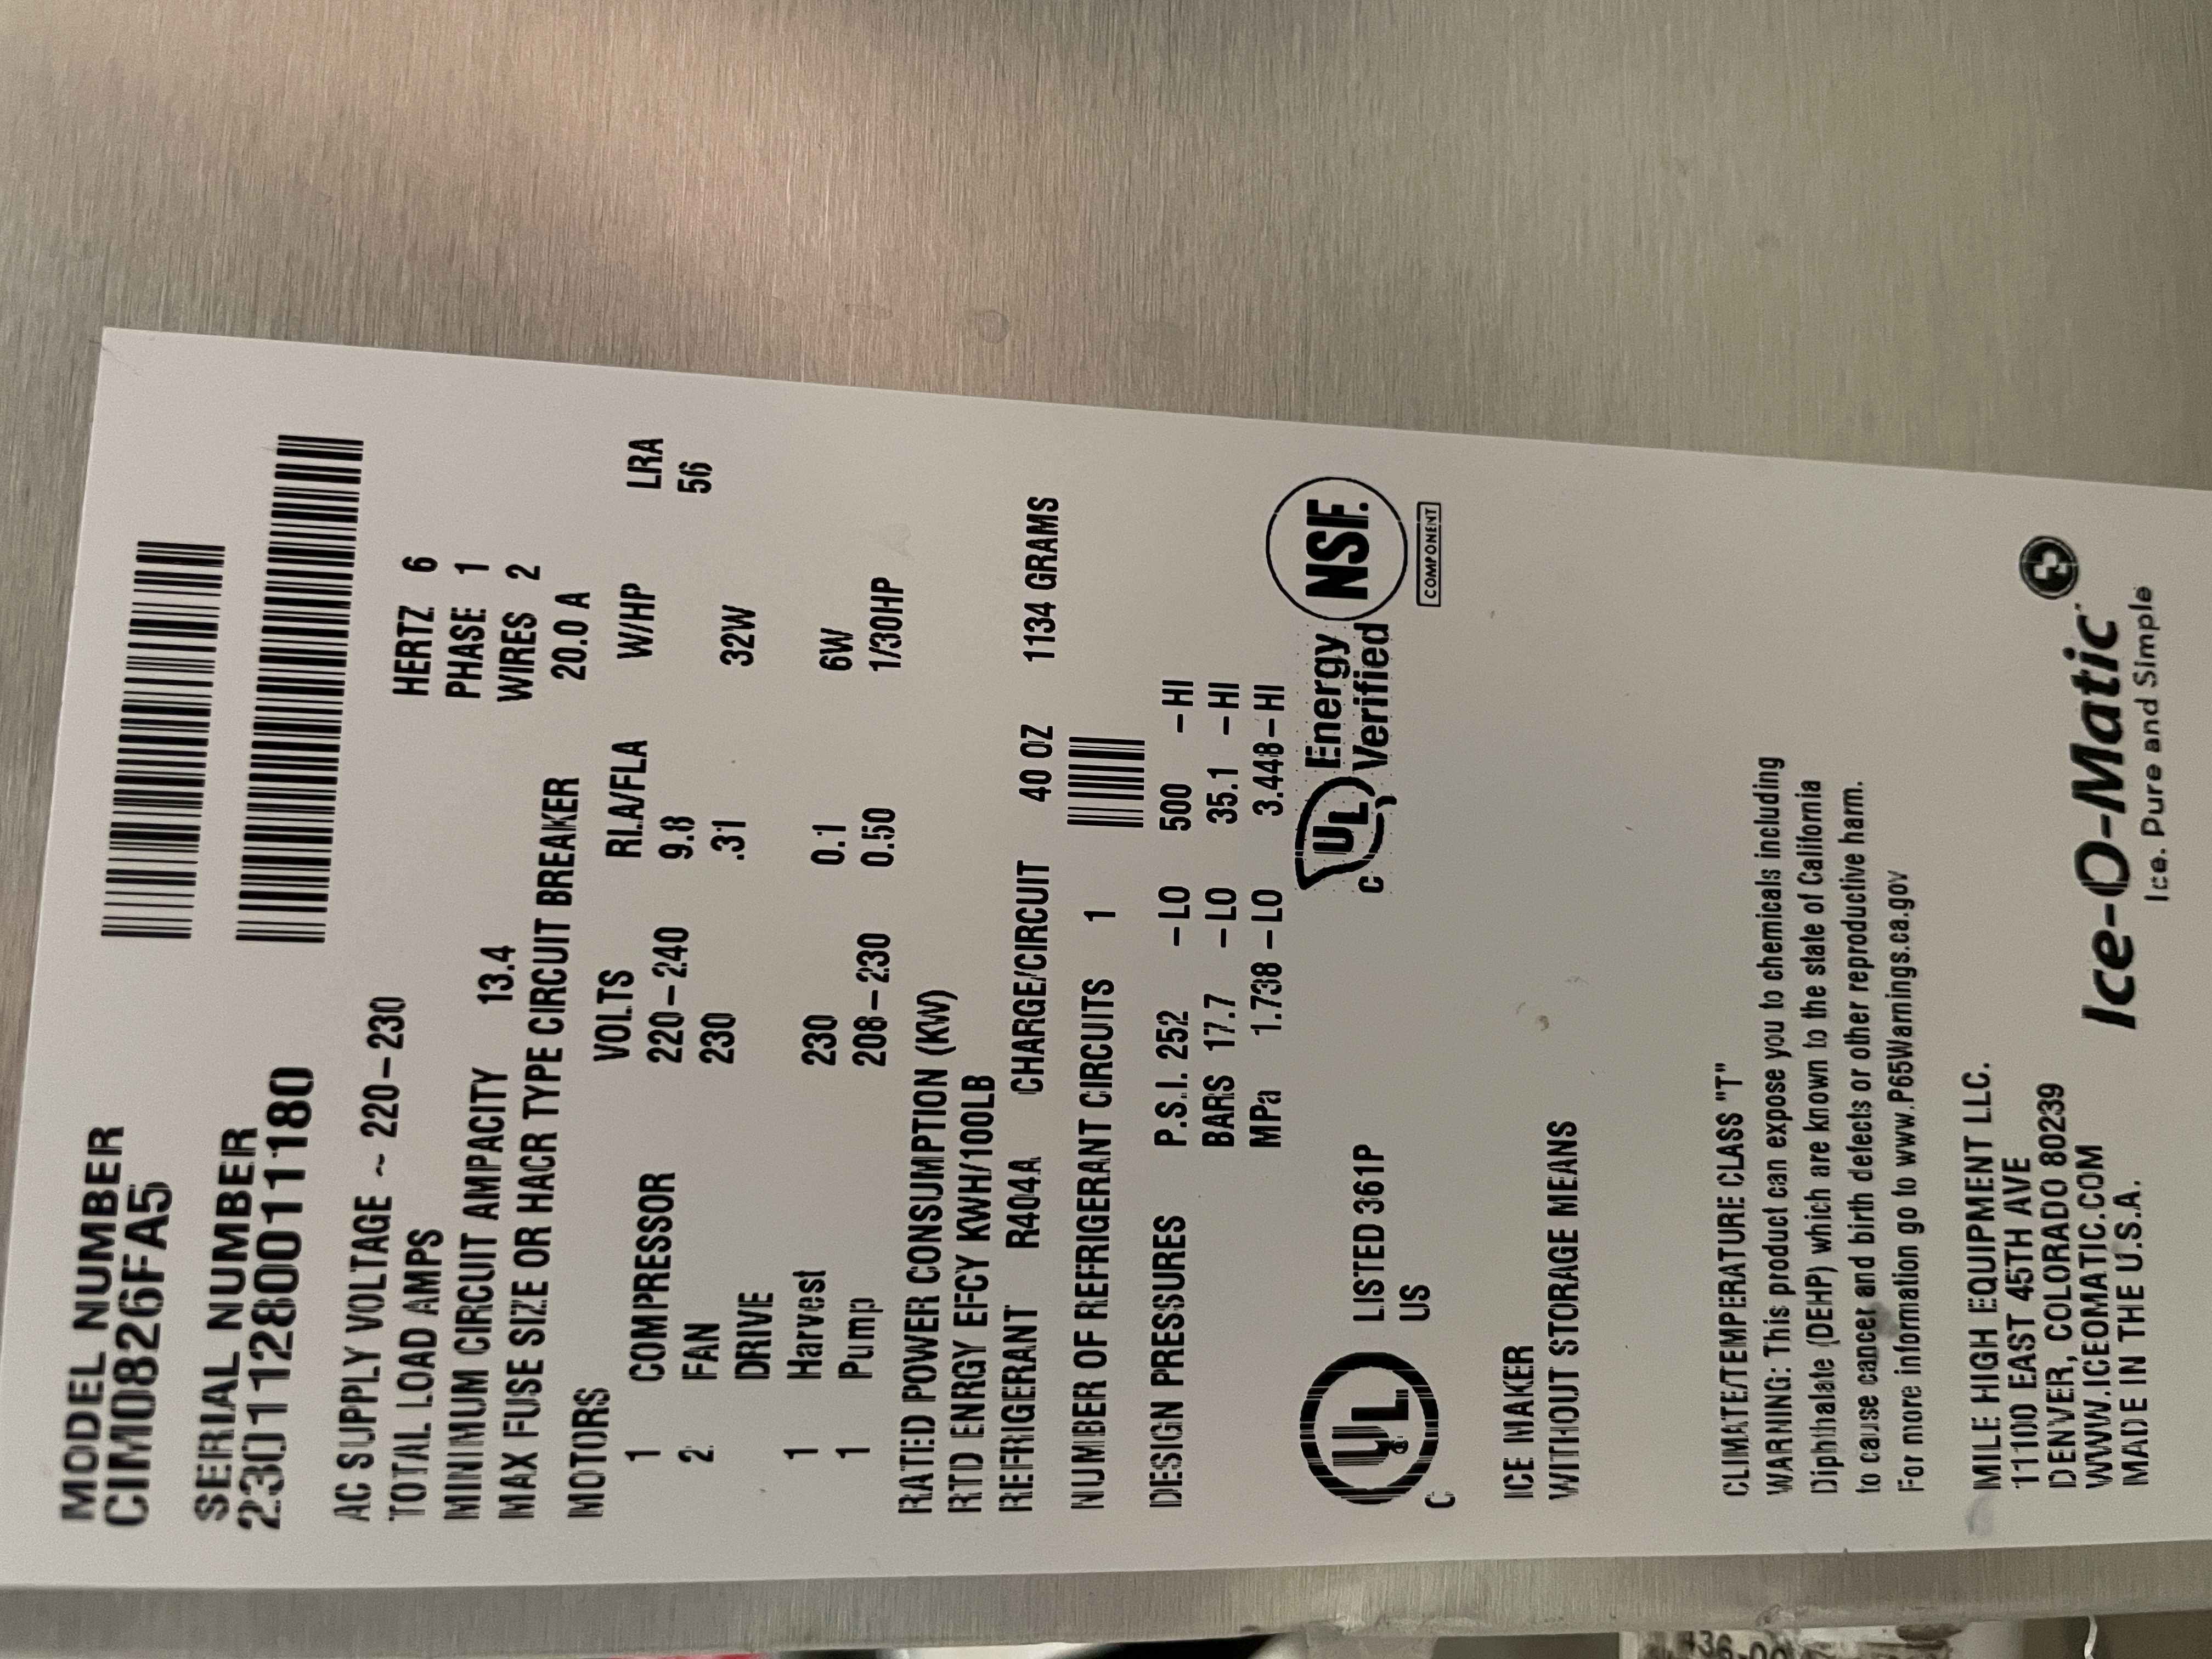 MODEL NUMBER
CIM0826FA5
SERIAL NUMBER
23011280011180
AC SUPPLY VOLTAGE ~ 220-230 HERTZ 6
TOTAL LOAD AMPS PHASE 1
MINIMUM CIRCUIT AMPACITY 13.4 WIRES 2
MAX FUSE SIZE OR HACR TYPE CIRCUIT BREAKER 20.0 A
MOTORS VOLTS RLA/FLA W/HP LRA
1 COMPRESSOR 220-240 9.8 56
2 FAN 230 .31 32W
DRIVE
1 Harvest 230 0.1 6W
1 Pump 208-230 0.50 1/30HP
RATED POWER CONSUMPTION (KW)
RTD ENERGY EFCY KWH/100LB
REFRIGERANT R404A CHARGE/CIRCUIT 40 OZ 1134 GRAMS
NUMBER OF REFRIGERANT CIRCUITS 1
DESIGN PRESSURES P.S.I. 252 -LO 500 -HI
BARS 17.7 -LO 35.1 -HI
MPa 1.738 -LO 3.448-HI
C UL LISTED 361P
US
C UL Energy
Verified
NSF.
COMPONENT
ICE MAKER
WITHOUT STORAGE MEANS
CLIMATE/TEMPERATURE CLASS "T"
WARNING: This product can expose you to chemicals including
Diphthalate (DEHP) which are known to the state of California
to cause cancer and birth defects or other reproductive harm.
For more information go to www.P65Warnings.ca.gov
MILE HIGH EQUIPMENT LLC.
11100 EAST 45TH AVE
DENVER, COLORADO 80239
WWW.ICEOMATIC.COM
MADE IN THE U.S.A.
Ice-O-Matic
Ice. Pure and Simple